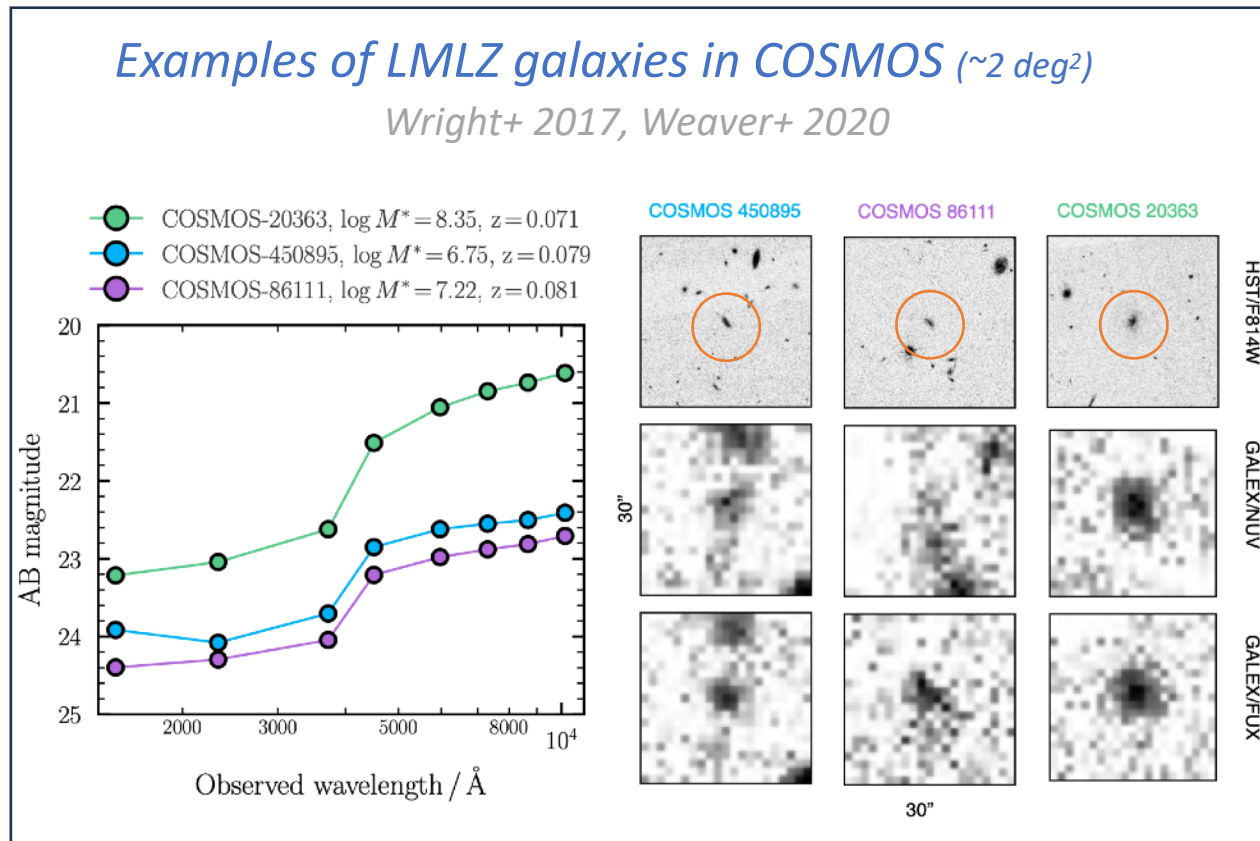 Examples of LMLZ galaxies in COSMOS (~2 deg²)
Wright+ 2017, Weaver+ 2020
COSMOS-20363, log M* = 8.35, z = 0.071
COSMOS-450895, log M* = 6.75, z = 0.079
COSMOS-86111, log M* = 7.22, z = 0.081
20
21
22
23
24
25
AB magnitude
2000 3000 5000 8000 10⁴
Observed wavelength / Å
COSMOS 450895 COSMOS 86111 COSMOS 20363
HST/F814W
30”
GALEX/NUV
GALEX/FUX
30”